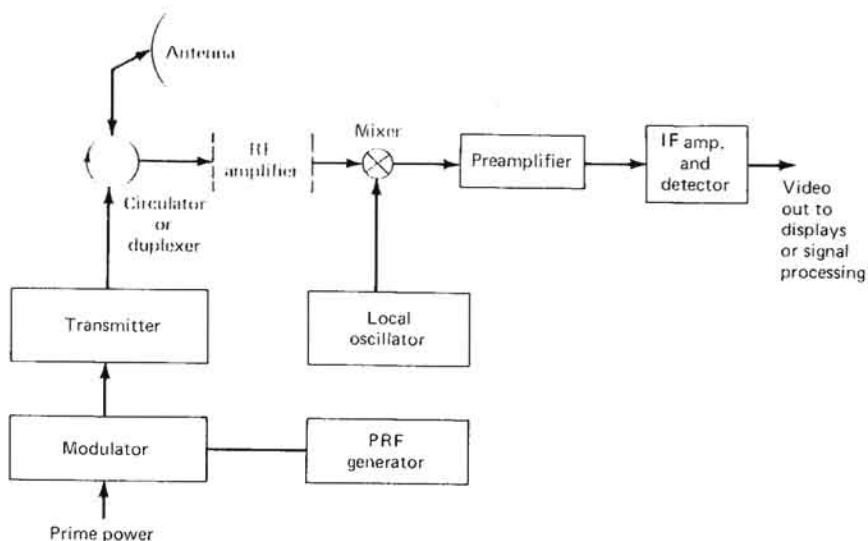 Antenna
RF
amplifier
Mixer
Preamplifier
IF amp.
and
detector
Video
out to
displays
or signal
processing
Circulator
or
duplexer
Transmitter
Local
oscillator
Modulator
PRF
generator
Prime power